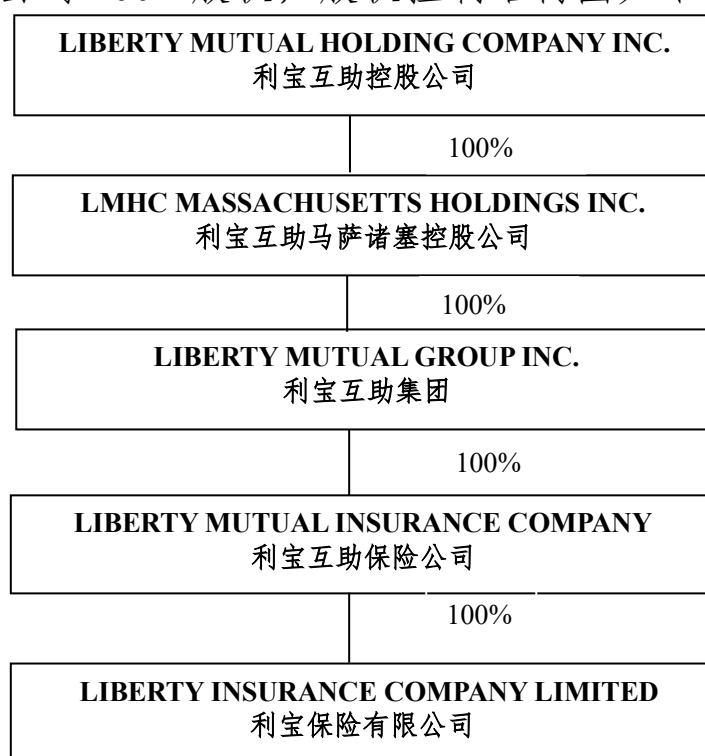 LIBERTY MUTUAL HOLDING COMPANY INC.
利宝互助控股公司
100%
LMHC MASSACHUSETTS HOLDINGS INC.
利宝互助马萨诸塞控股公司
100%
LIBERTY MUTUAL GROUP INC.
利宝互助集团
100%
LIBERTY MUTUAL INSURANCE COMPANY
利宝互助保险公司
100%
LIBERTY INSURANCE COMPANY LIMITED
利宝保险有限公司